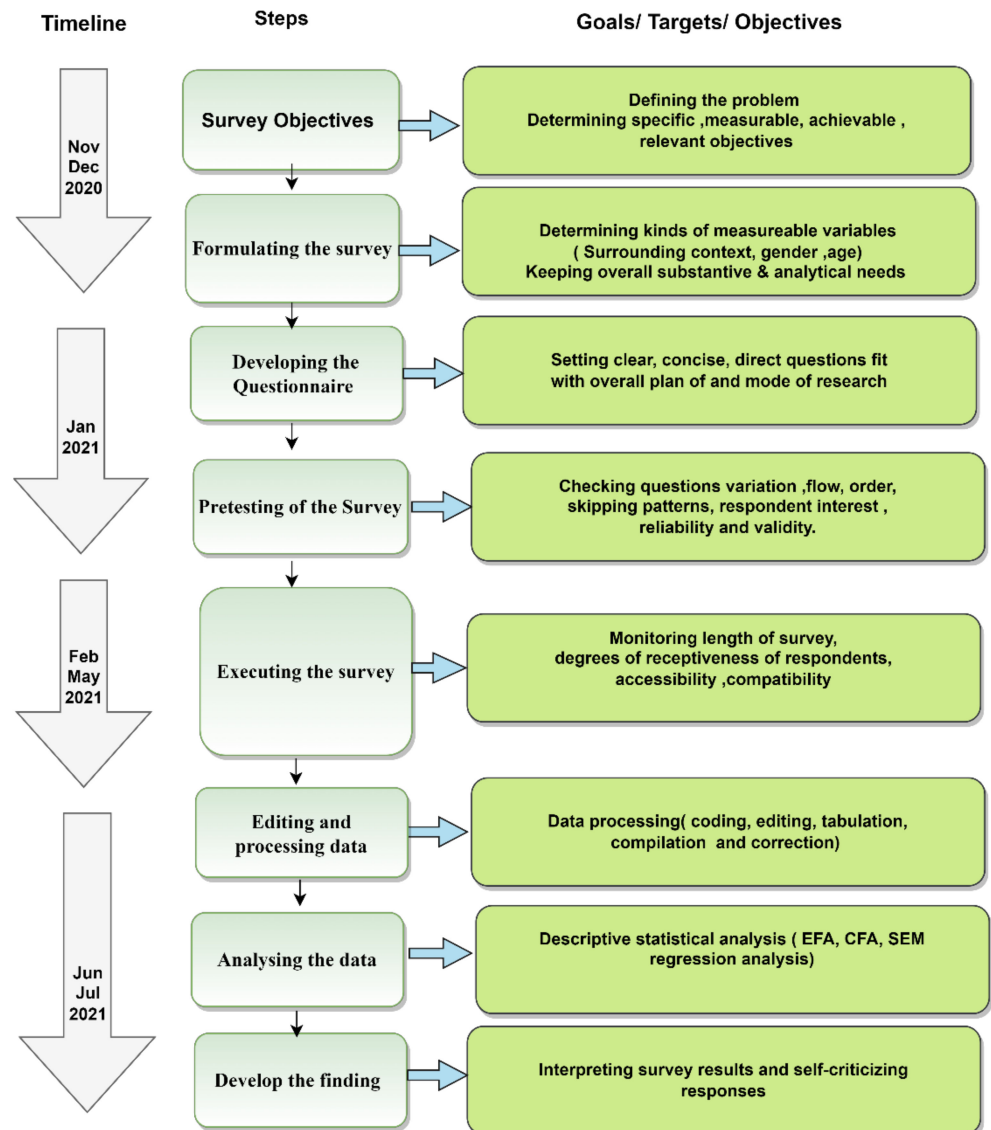 Timeline
Steps
Goals/ Targets/ Objectives
Nov
Dec
2020
Survey Objectives
Defining the problem
Determining specific ,measurable, achievable ,
relevant objectives
Formulating the survey
Determining kinds of measureable variables
( Surrounding context, gender ,age)
Keeping overall substantive & analytical needs
Jan
2021
Developing the
Questionnaire
Setting clear, concise, direct questions fit
with overall plan of and mode of research
Pretesting of the Survey
Checking questions variation ,flow, order,
skipping patterns, respondent interest ,
reliability and validity.
Feb
May
2021
Executing the survey
Monitoring length of survey,
degrees of receptiveness of respondents,
accessibility ,compatibility
Jun
Jul
2021
Editing and
processing data
Data processing( coding, editing, tabulation,
compilation and correction)
Analysing the data
Descriptive statistical analysis ( EFA, CFA, SEM
regression analysis)
Develop the finding
Interpreting survey results and self-criticizing
responses